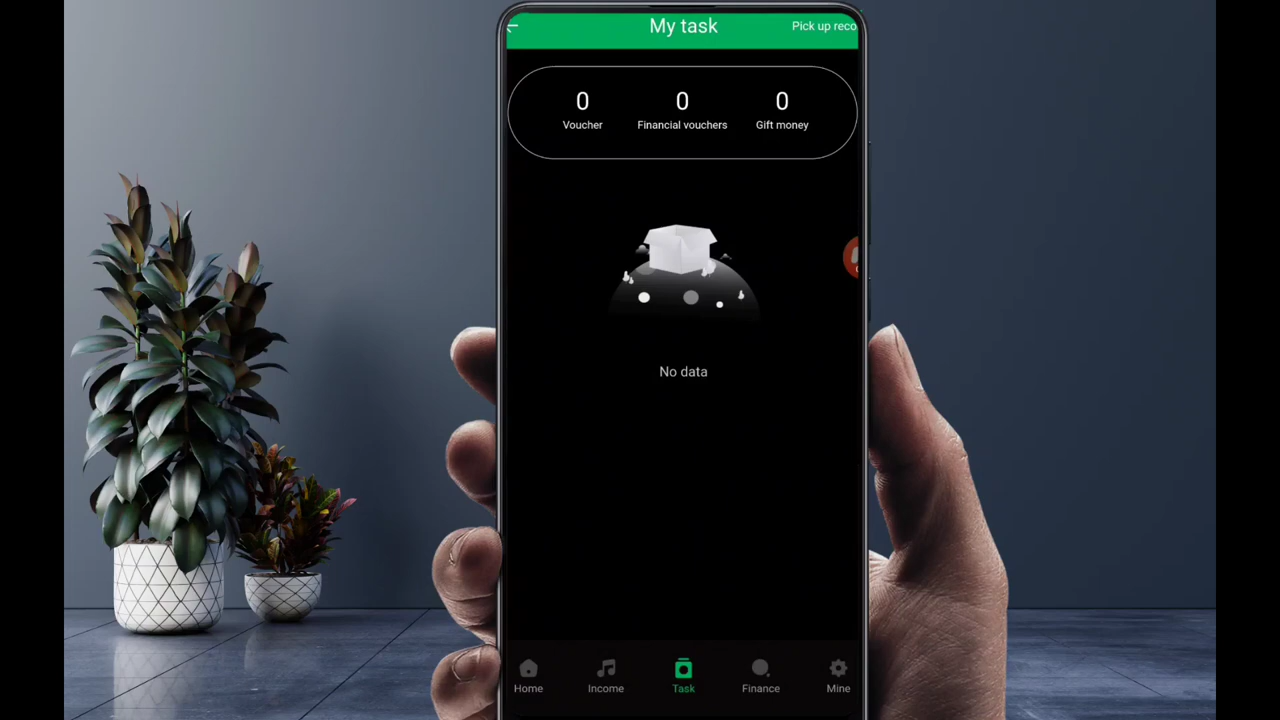 My task
Pick up reco
0 0 0
Voucher Financial vouchers Gift money
No data
Home Income Task Finance Mine